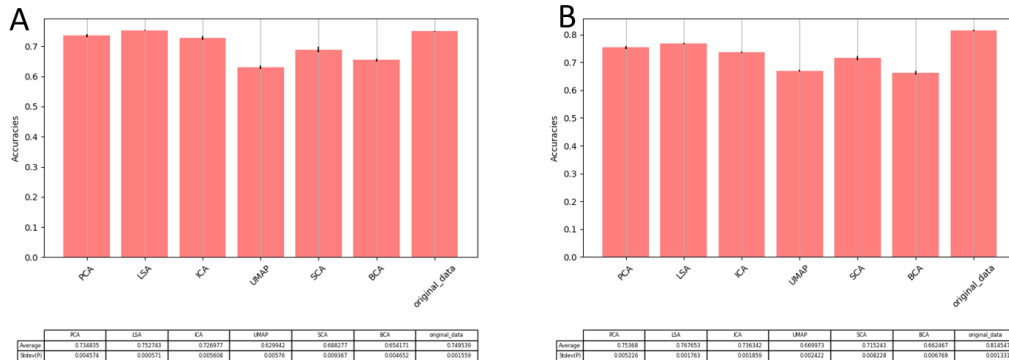 A
Accuracies
0.7
0.6
0.5
0.4
0.3
0.2
0.1
0.0
PCA
LSA
ICA
UMAP
SCA
BCA
original_data
PCA LSA ICA UMAP SCA BCA original_data
Average 0.734835 0.752743 0.726977 0.629942 0.688277 0.654171 0.749539
Stdev(P) 0.004574 0.000571 0.005608 0.00576 0.009367 0.004652 0.001559
B
Accuracies
0.8
0.7
0.6
0.5
0.4
0.3
0.2
0.1
0.0
PCA
LSA
ICA
UMAP
SCA
BCA
original_data
PCA LSA ICA UMAP SCA BCA original_data
Average 0.75368 0.767653 0.736342 0.669973 0.715243 0.662467 0.814547
Stdev(P) 0.005226 0.001763 0.001859 0.002422 0.008228 0.006769 0.001331